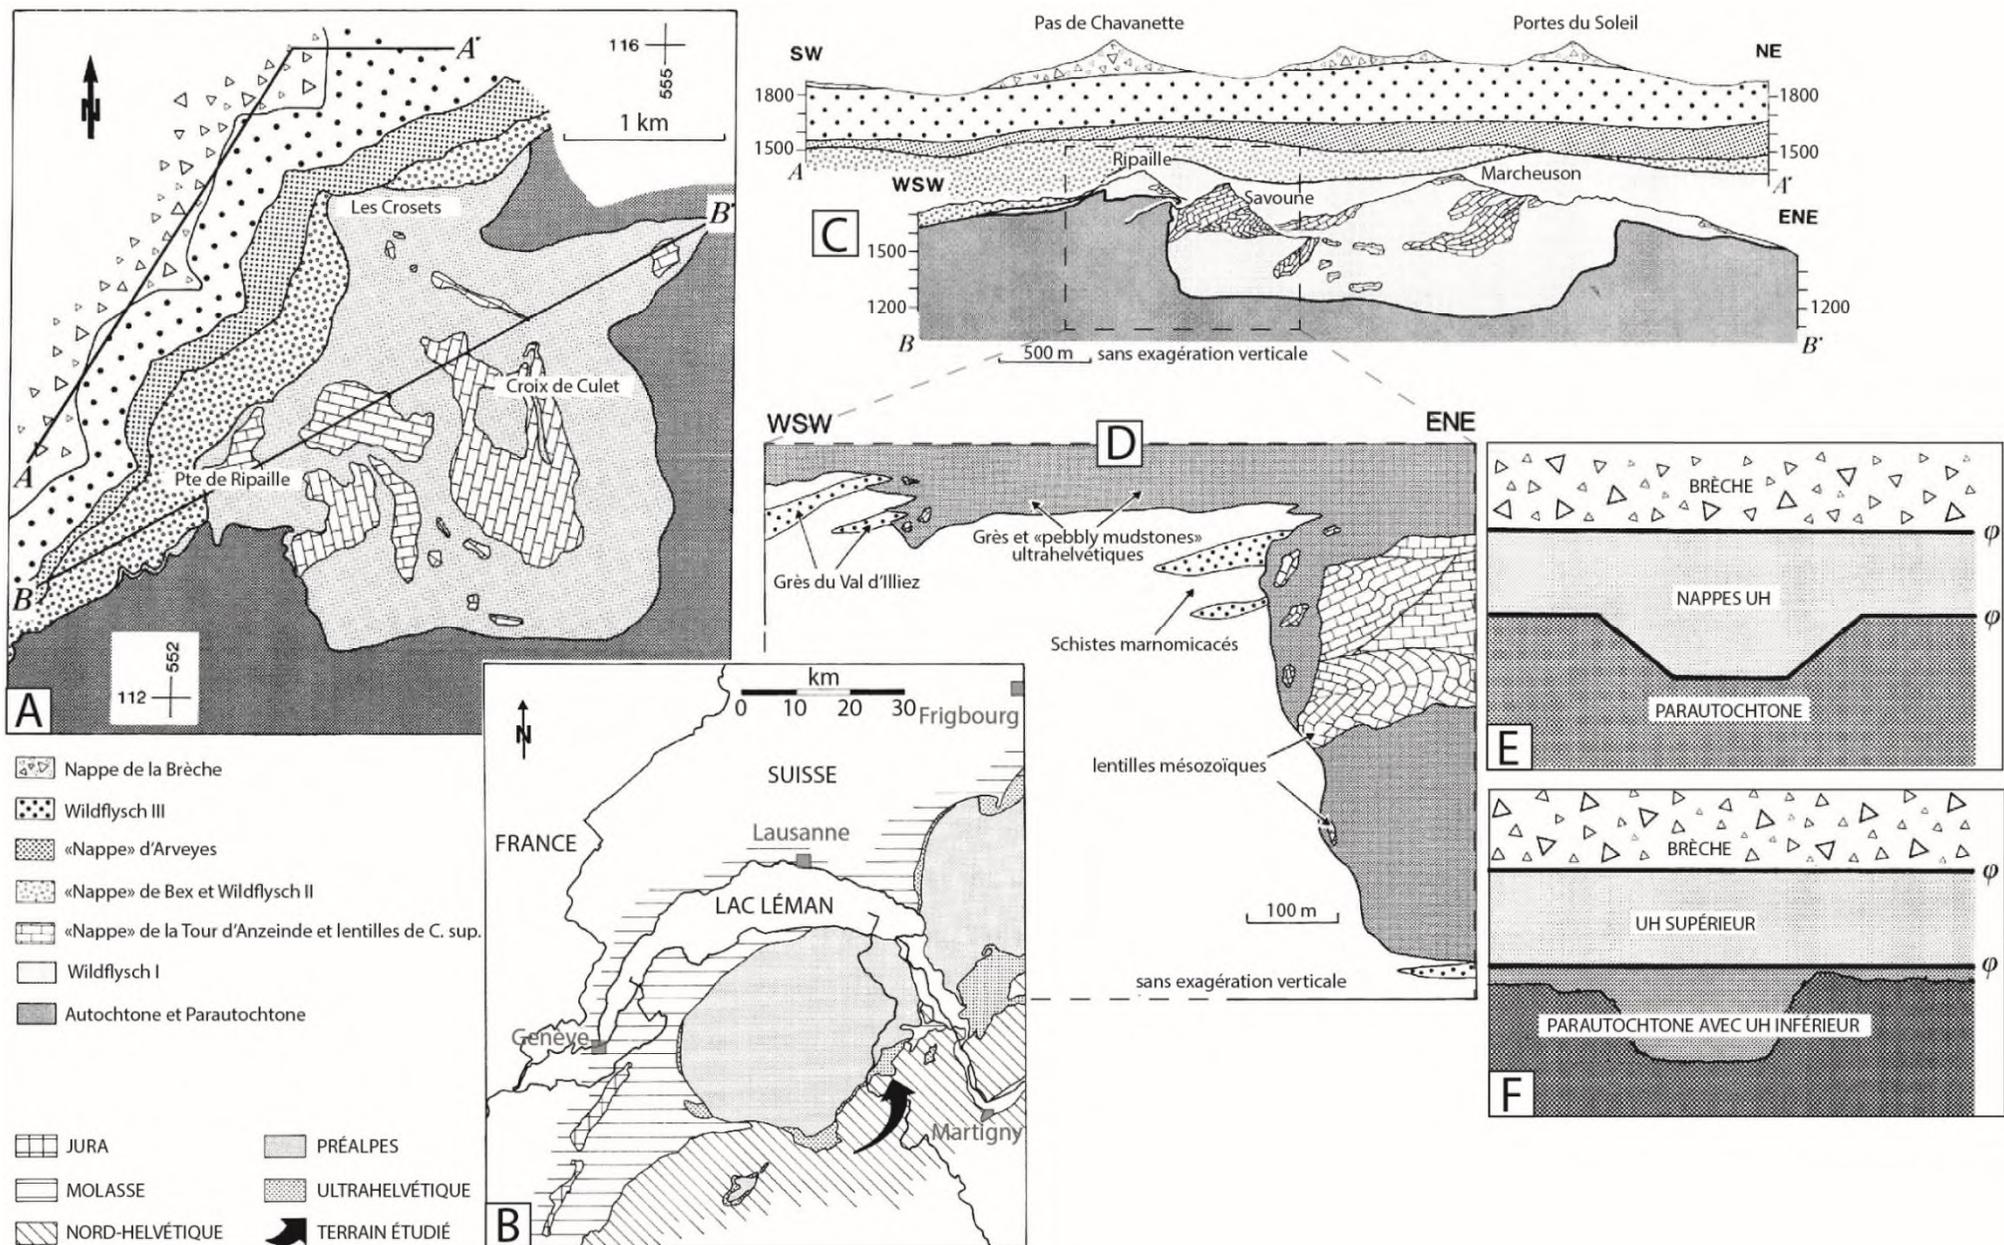 A'
116
555
1 km
N
Les Crosets
B'
Croix de Culet
Pte de Ripaille
A
B
552
112
A
Nappe de la Brèche
Wildflysch III
«Nappe» d'Arveyes
«Nappe» de Bex et Wildflysch II
«Nappe» de la Tour d'Anzeinde et lentilles de C. sup.
Wildflysch I
Autochtone et Parautochtone
JURA
MOLASSE
NORD-HELVÉTIQUE
PRÉALPES
ULTRAHELVÉTIQUE
TERRAIN ÉTUDIÉ
km
0 10 20 30
N
Frigbourg
SUISSE
FRANCE
Lausanne
LAC LÉMAN
Genève
Martigny
B
Pas de Chavanette
Portes du Soleil
SW
NE
1800
1800
1500
1500
A
A'
Ripaille
Marcheuson
WSW
Savoune
ENE
C
1500
1200
1200
B
B'
500 m sans exagération verticale
WSW
D
ENE
Grès et «pebbly mudstones»
ultrahelvétiques
Grès du Val d'Illiez
Schistes marnomicacés
lentilles mésozoïques
100 m
sans exagération verticale
BRÈCHE
φ
NAPPES UH
φ
PARAUTOCHTONE
E
BRÈCHE
φ
UH SUPÉRIEUR
φ
PARAUTOCHTONE AVEC UH INFÉRIEUR
F